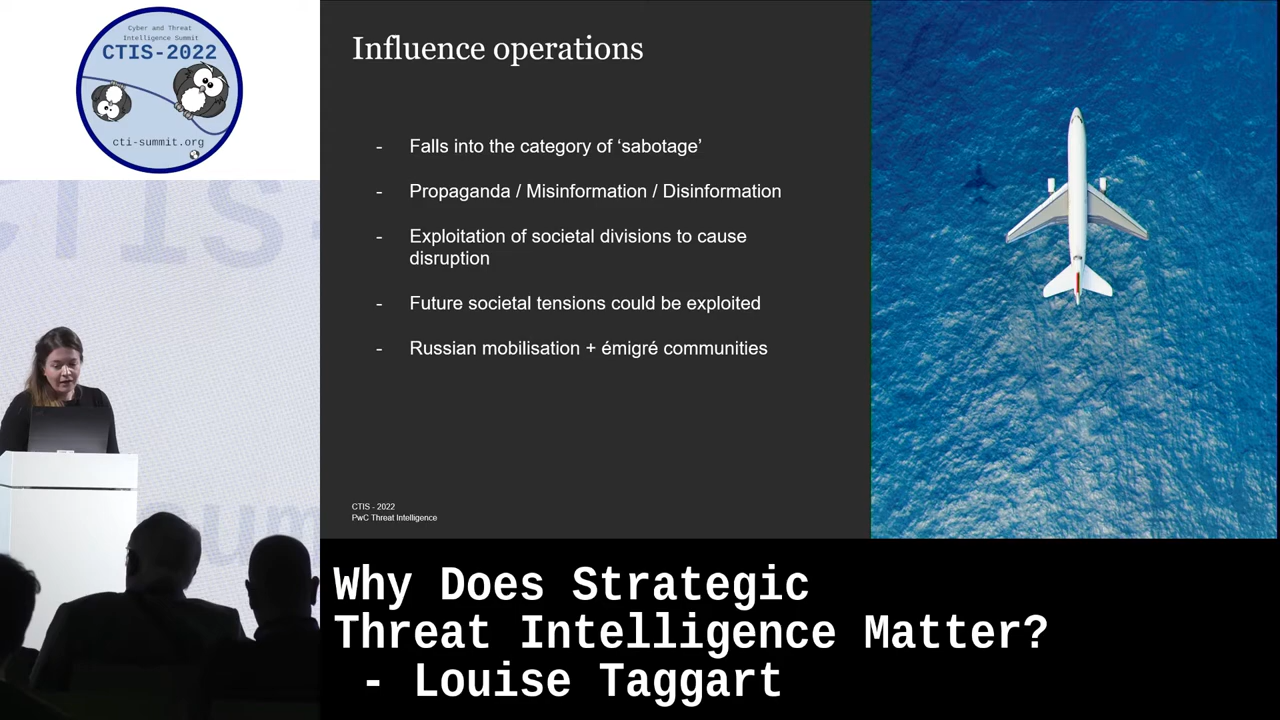 Cyber and Threat
Intelligence Summit
CTIS-2022
cti-summit.org
CTIS-
summ
Influence operations
- Falls into the category of ‘sabotage’
- Propaganda / Misinformation / Disinformation
- Exploitation of societal divisions to cause
disruption
- Future societal tensions could be exploited
- Russian mobilisation + émigré communities
CTIS - 2022
PwC Threat Intelligence
Why Does Strategic
Threat Intelligence Matter?
- Louise Taggart